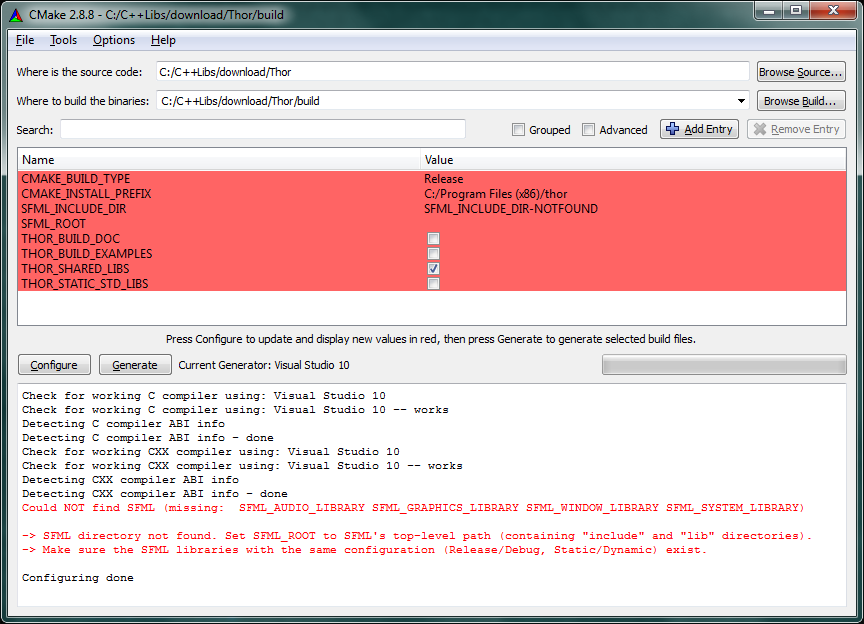 CMake 2.8.8 - C:/C++Libs/download/Thor/build
File Tools Options Help
Where is the source code: C:/C++Libs/download/Thor Browse Source...
Where to build the binaries: C:/C++Libs/download/Thor/build Browse Build...
Search: Grouped Advanced Add Entry Remove Entry
Name Value
CMAKE_BUILD_TYPE Release
CMAKE_INSTALL_PREFIX C:/Program Files (x86)/thor
SFML_INCLUDE_DIR SFML_INCLUDE_DIR-NOTFOUND
SFML_ROOT
THOR_BUILD_DOC
THOR_BUILD_EXAMPLES
THOR_SHARED_LIBS
THOR_STATIC_STD_LIBS
Press Configure to update and display new values in red, then press Generate to generate selected build files.
Configure Generate Current Generator: Visual Studio 10
Check for working C compiler using: Visual Studio 10
Check for working C compiler using: Visual Studio 10 -- works
Detecting C compiler ABI info
Detecting C compiler ABI info - done
Check for working CXX compiler using: Visual Studio 10
Check for working CXX compiler using: Visual Studio 10 -- works
Detecting CXX compiler ABI info
Detecting CXX compiler ABI info - done
Could NOT find SFML (missing:  SFML_AUDIO_LIBRARY SFML_GRAPHICS_LIBRARY SFML_WINDOW_LIBRARY SFML_SYSTEM_LIBRARY)
-> SFML directory not found. Set SFML_ROOT to SFML's top-level path (containing "include" and "lib" directories).
-> Make sure the SFML libraries with the same configuration (Release/Debug, Static/Dynamic) exist.
Configuring done